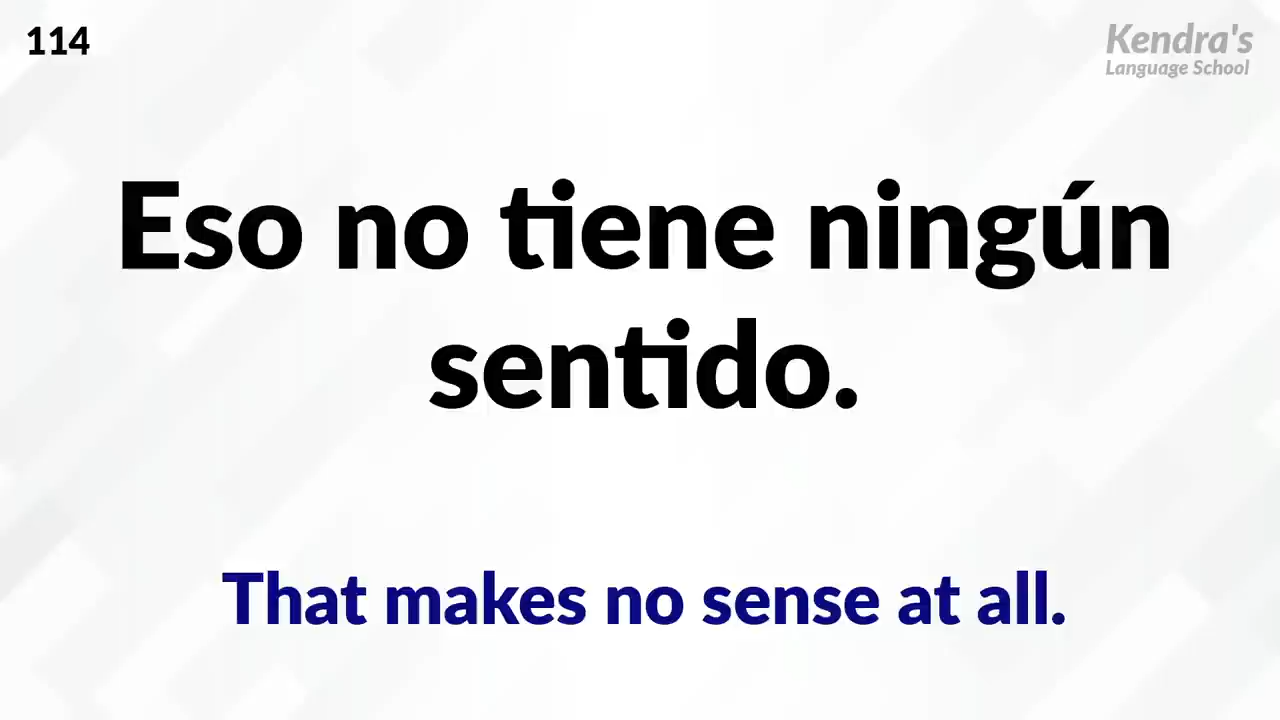 114
Kendra's
Language School
Eso no tiene ningún
sentido.
That makes no sense at all.